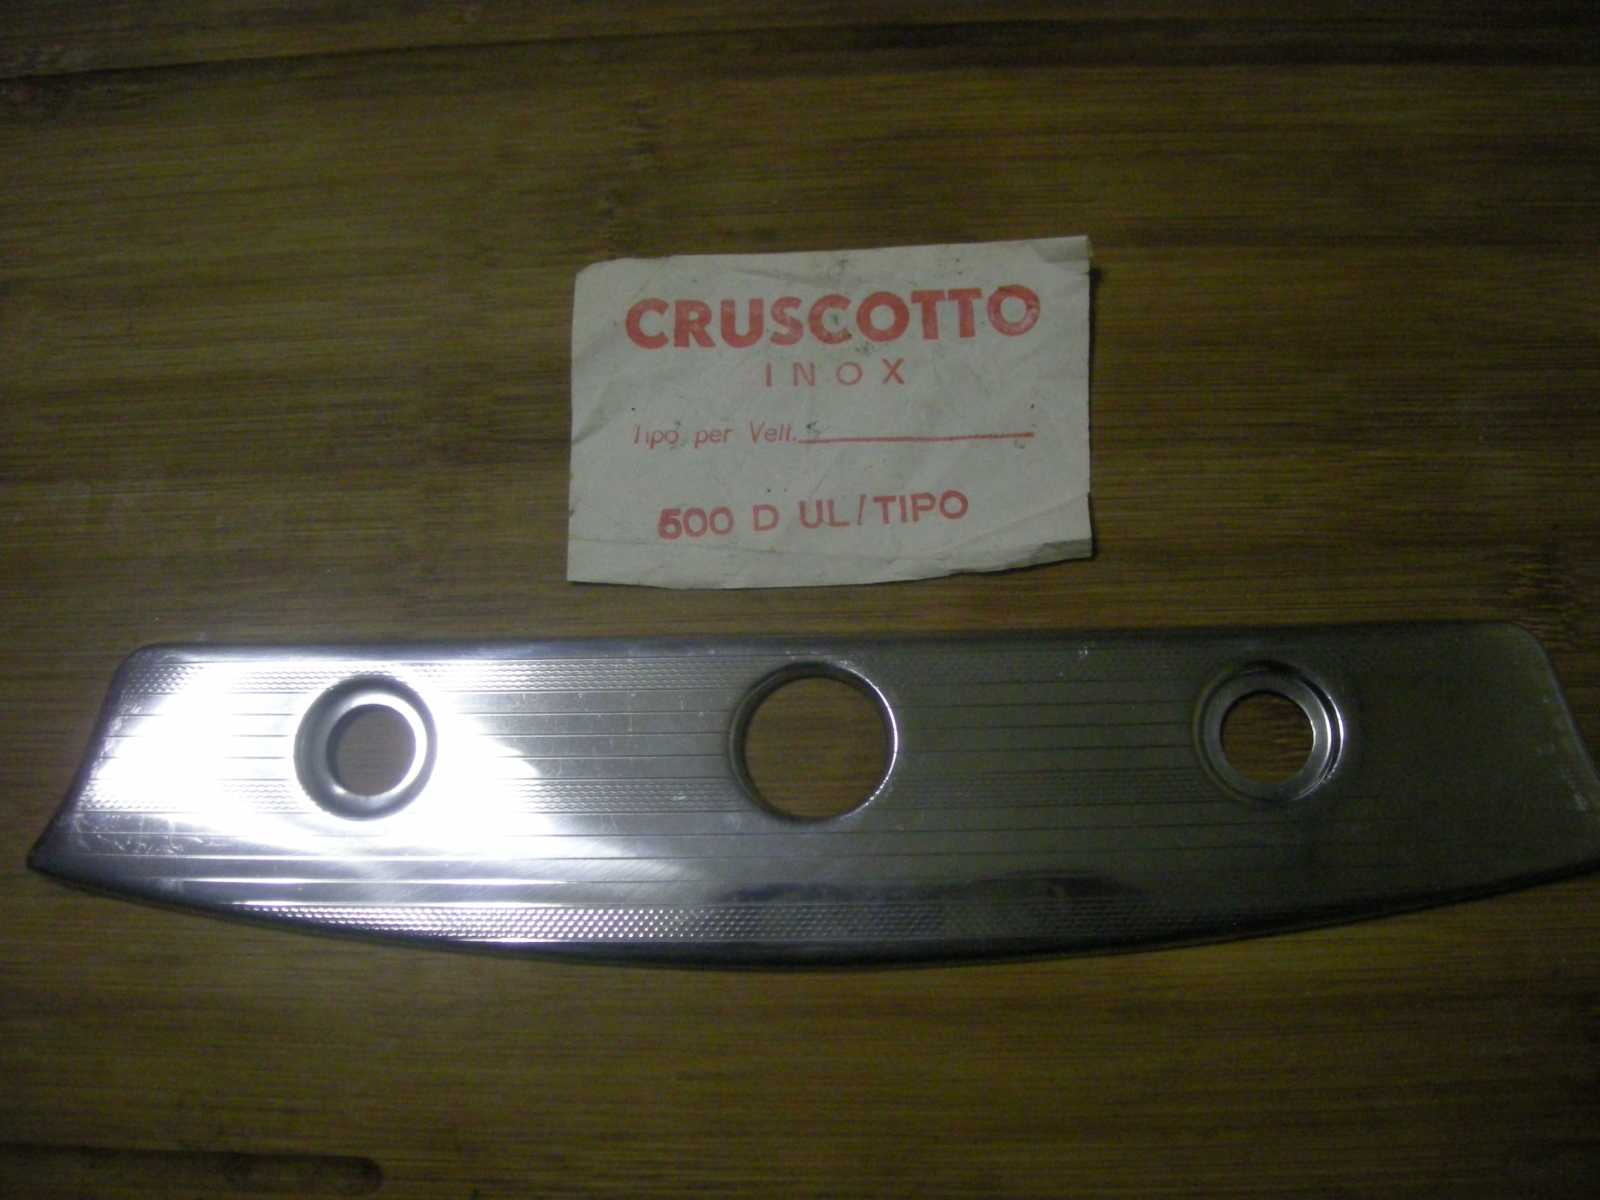 CRUSCOTTO
INOX
Tipo per Vett.
500 D UL/TIPO